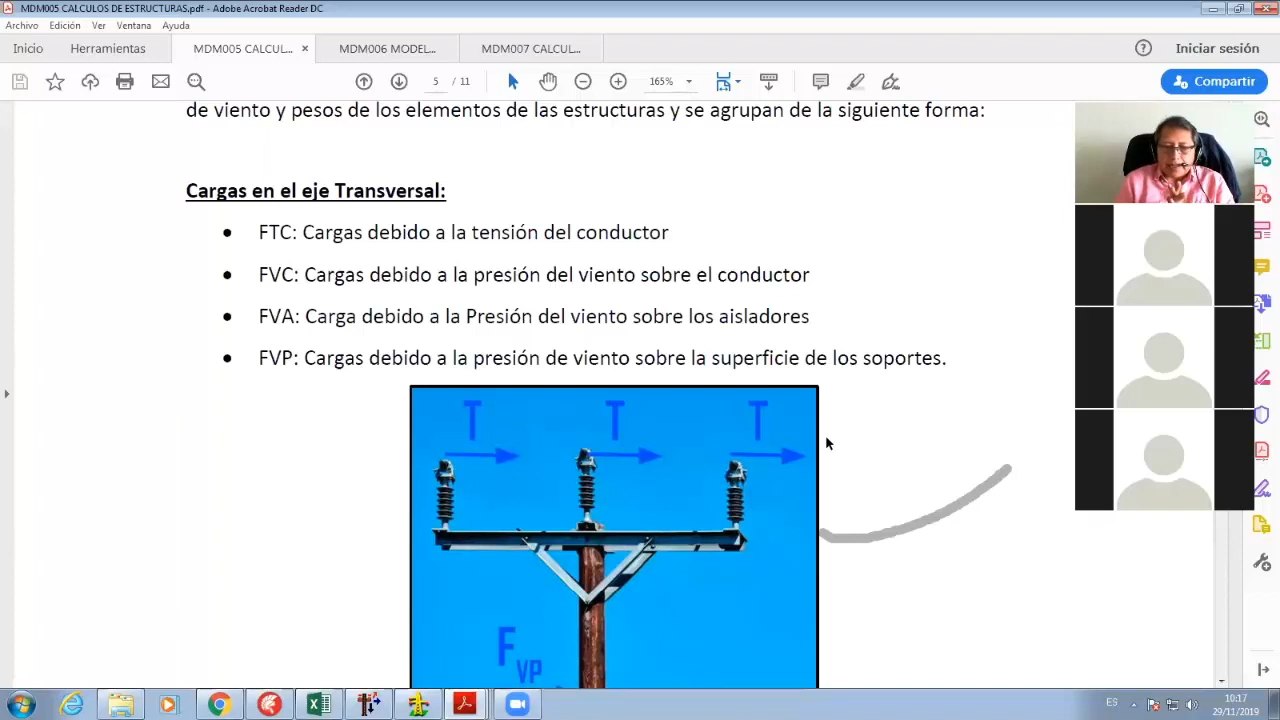 MDM005 CALCULOS DE ESTRUCTURAS.pdf - Adobe Acrobat Reader DC
Archivo Edición Ver Ventana Ayuda
Inicio Herramientas MDM005 CALCU... × MDM006 MODEL... MDM007 CALCUL... Iniciar sesión
5 / 11 165% Compartir
de viento y pesos de los elementos de las estructuras y se agrupan de la siguiente forma:
Cargas en el eje Transversal:
• FTC: Cargas debido a la tensión del conductor
• FVC: Cargas debido a la presión del viento sobre el conductor
• FVA: Carga debido a la Presión del viento sobre los aisladores
• FVP: Cargas debido a la presión de viento sobre la superficie de los soportes.
T T T
FVP
ES 10:17
29/11/2019